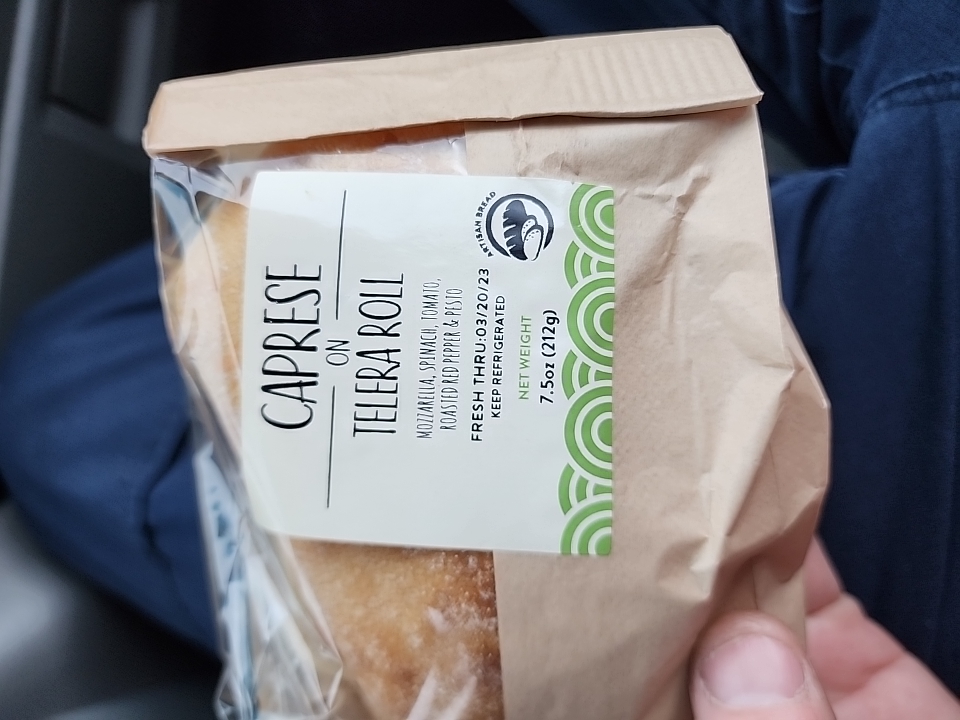 CAPRESE
ON
TELERA ROLL
MOZZARELLA, SPINACH, TOMATO,
ROASTED RED PEPPER & PESTO
FRESH THRU:03/20/23
KEEP REFRIGERATED
NET WEIGHT
7.5oz (212g)
ARTISAN BREAD